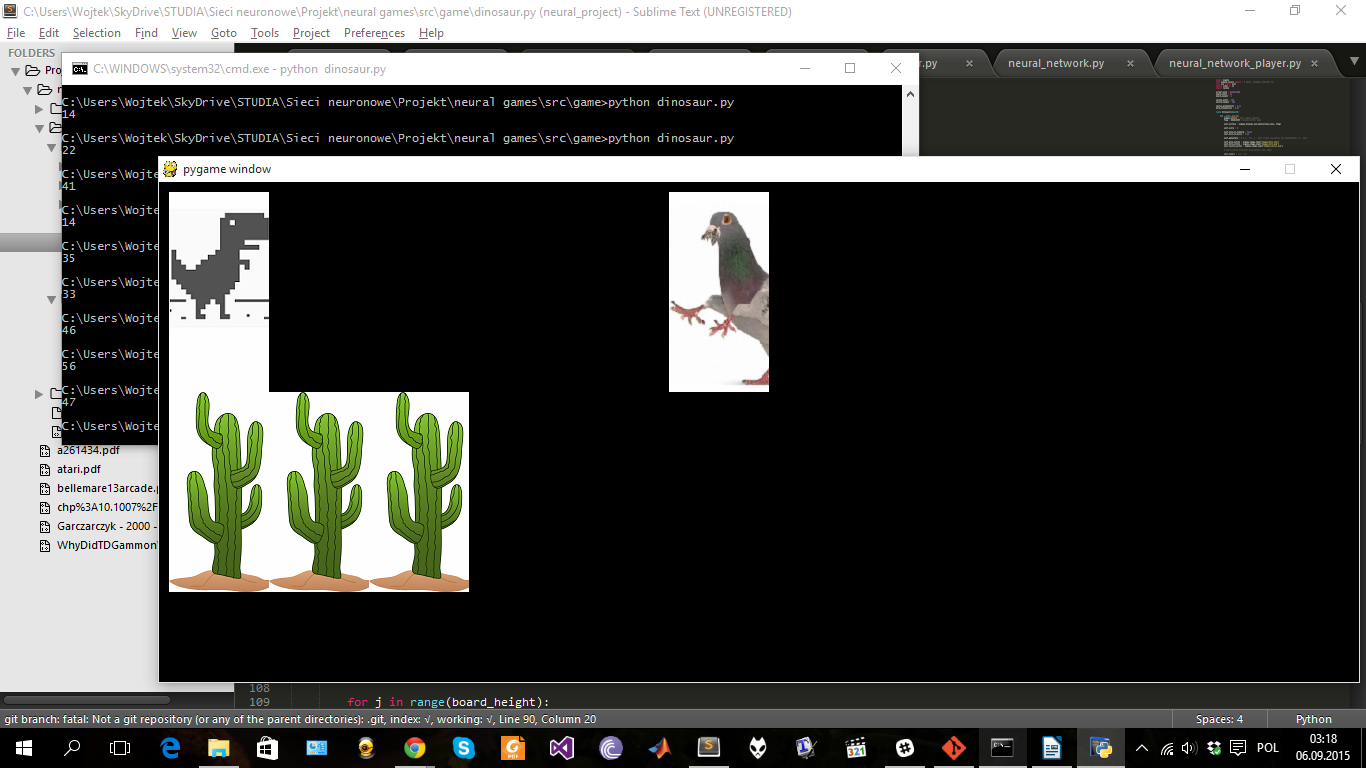 C:\Users\Wojtek\SkyDrive\STUDIA\Sieci neuronowe\Projekt\neural games\src\game\dinosaur.py (neural_project) - Sublime Text (UNREGISTERED)
File Edit Selection Find View Goto Tools Project Preferences Help
FOLDERS
Pro
r.py neural_network.py neural_network_player.py
C:\WINDOWS\system32\cmd.exe - python dinosaur.py
C:\Users\Wojtek\SkyDrive\STUDIA\Sieci neuronowe\Projekt\neural games\src\game>python dinosaur.py
14
C:\Users\Wojtek\SkyDrive\STUDIA\Sieci neuronowe\Projekt\neural games\src\game>python dinosaur.py
22
C:\Users\Wojte
41
C:\Users\Wojte
14
C:\Users\Wojte
35
C:\Users\Wojte
33
C:\Users\Wojte
46
C:\Users\Wojte
56
C:\Users\Wojte
47
C:\Users\Wojte
pygame window
a261434.pdf
atari.pdf
bellemare13arcade.p
chp%3A10.1007%2F
Garczarczyk - 2000 -
WhyDidTDGammon
108
109 for j in range(board_height):
git branch: fatal: Not a git repository (or any of the parent directories): .git, index: √, working: √, Line 90, Column 20 Spaces: 4 Python
321
POL
03:18
06.09.2015